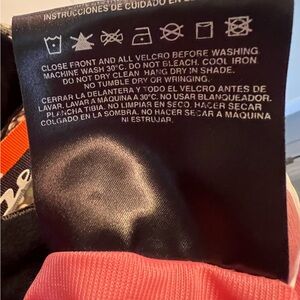 INSTRUCCIONES DE CUIDADO EN
CLOSE FRONT AND ALL VELCRO BEFORE WASHING.
MACHINE WASH 30°C. DO NOT BLEACH. COOL IRON.
DO NOT DRY CLEAN. HANG DRY IN SHADE.
NO TUMBLE DRY OR WRINGING.
CERRAR LA DELANTERA Y TODO EL VELCRO ANTES DE
LAVAR. LAVAR A MÁQUINA A 30°C. NO USAR BLANQUEADOR.
PLANCHA TIBIA. NO LIMPIAR EN SECO. HACER SECAR
COLGADO EN LA SOMBRA. NO HACER SECAR A MÁQUINA
NI ESTRUJAR.